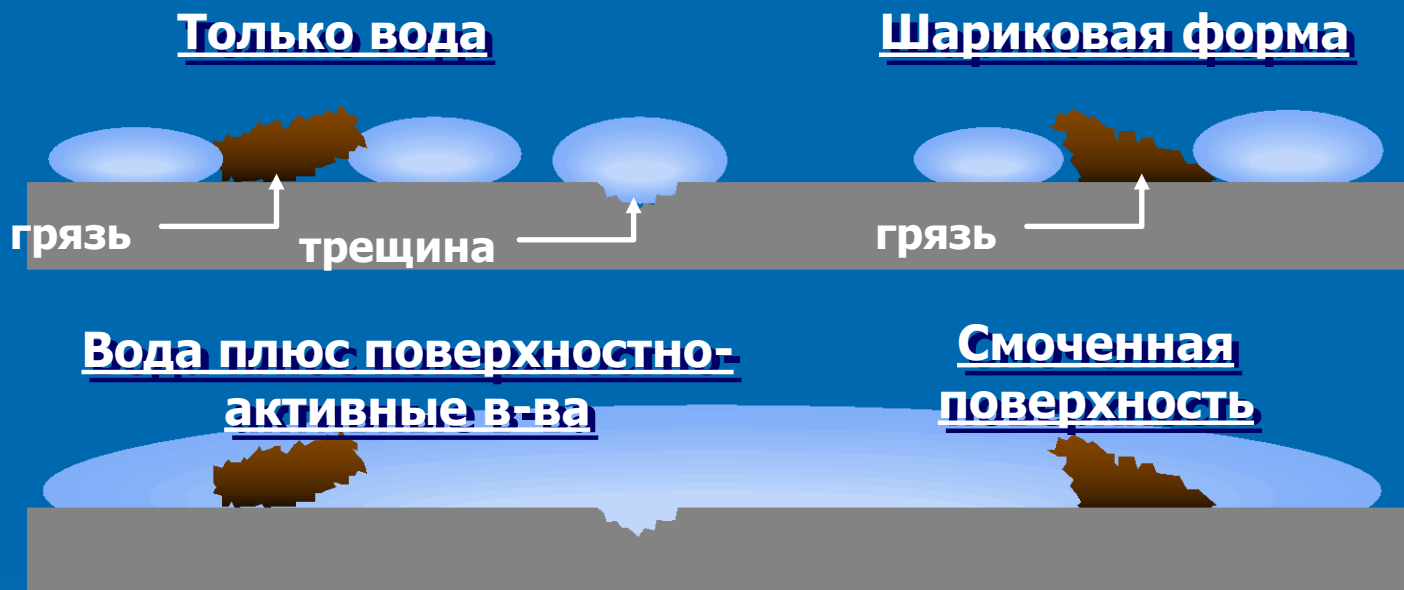 Только вода
Шариковая форма
грязь
трещина
грязь
Вода плюс поверхностно-
активные в-ва
Смоченная
поверхность